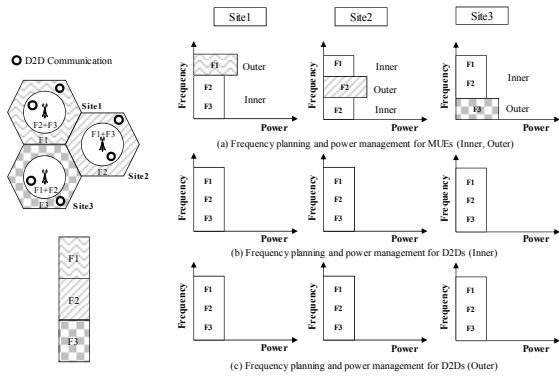 Site1
Site2
Site3
D2D Communication
Site1
F2+F3
F1
F1+F3
F2
Site2
F1+F2
F3
Site3
F1
F2
F3
Frequency
F1
Outer
F2
F3
Inner
Power
Frequency
F1
Inner
F2
Outer
F2
Inner
Power
Frequency
F1
F2
Inner
F3
Outer
Power
(a) Frequency planning and power management for MUEs (Inner, Outer)
Frequency
F1
F2
F3
Power
Frequency
F1
F2
F3
Power
Frequency
F1
F2
F3
Power
(b) Frequency planning and power management for D2Ds (Inner)
Frequency
F1
F2
F3
Power
Frequency
F1
F2
F3
Power
Frequency
F1
F2
F3
Power
(c) Frequency planning and power management for D2Ds (Outer)